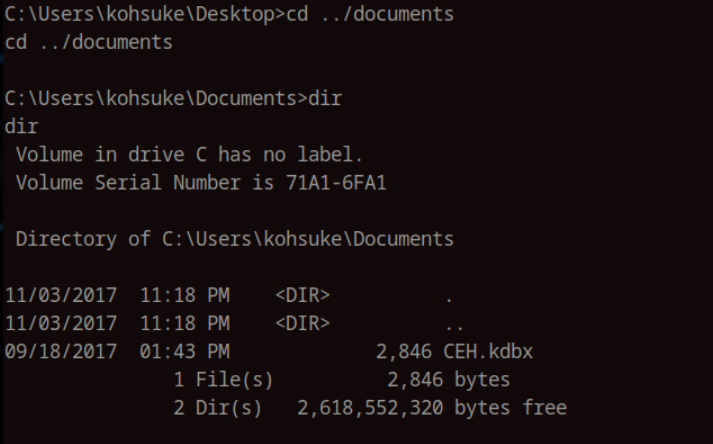 C:\Users\kohsuke\Desktop>cd ../documents
cd ../documents
C:\Users\kohsuke\Documents>dir
dir
 Volume in drive C has no label.
 Volume Serial Number is 71A1-6FA1
 Directory of C:\Users\kohsuke\Documents
11/03/2017  11:18 PM    <DIR>          .
11/03/2017  11:18 PM    <DIR>          ..
09/18/2017  01:43 PM             2,846 CEH.kdbx
               1 File(s)          2,846 bytes
               2 Dir(s)   2,618,552,320 bytes free